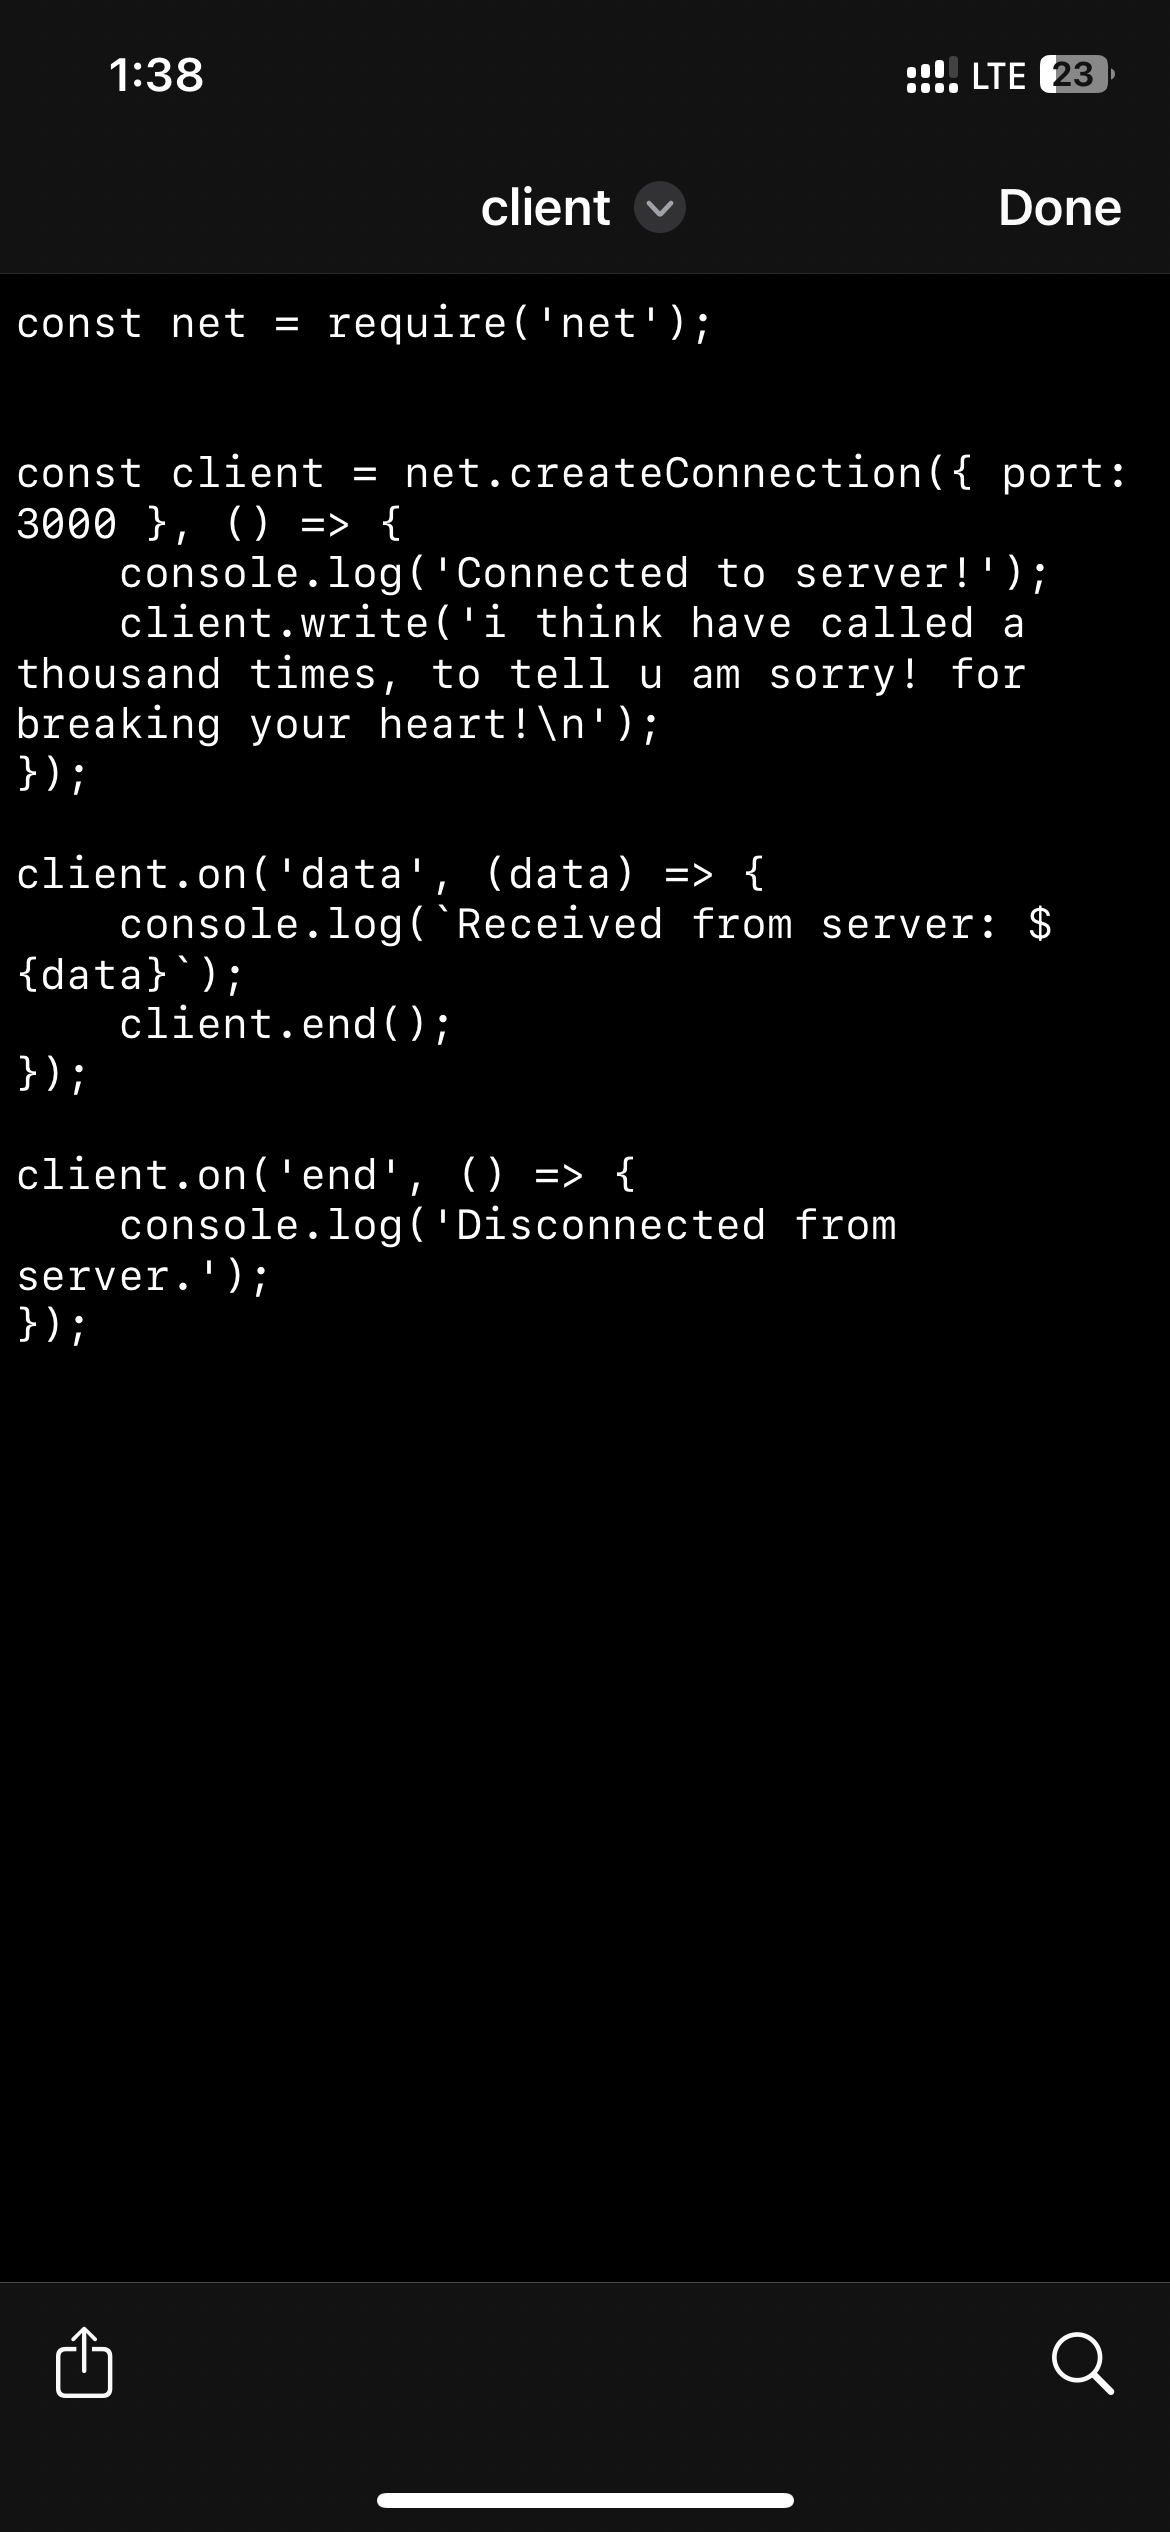 1:38
LTE 23
client
Done
const net = require('net');
const client = net.createConnection({ port:
3000 }, () => {
    console.log('Connected to server!');
    client.write('i think have called a
thousand times, to tell u am sorry! for
breaking your heart!\n');
});
client.on('data', (data) => {
    console.log(`Received from server: $
{data}`);
    client.end();
});
client.on('end', () => {
    console.log('Disconnected from
server.');
});